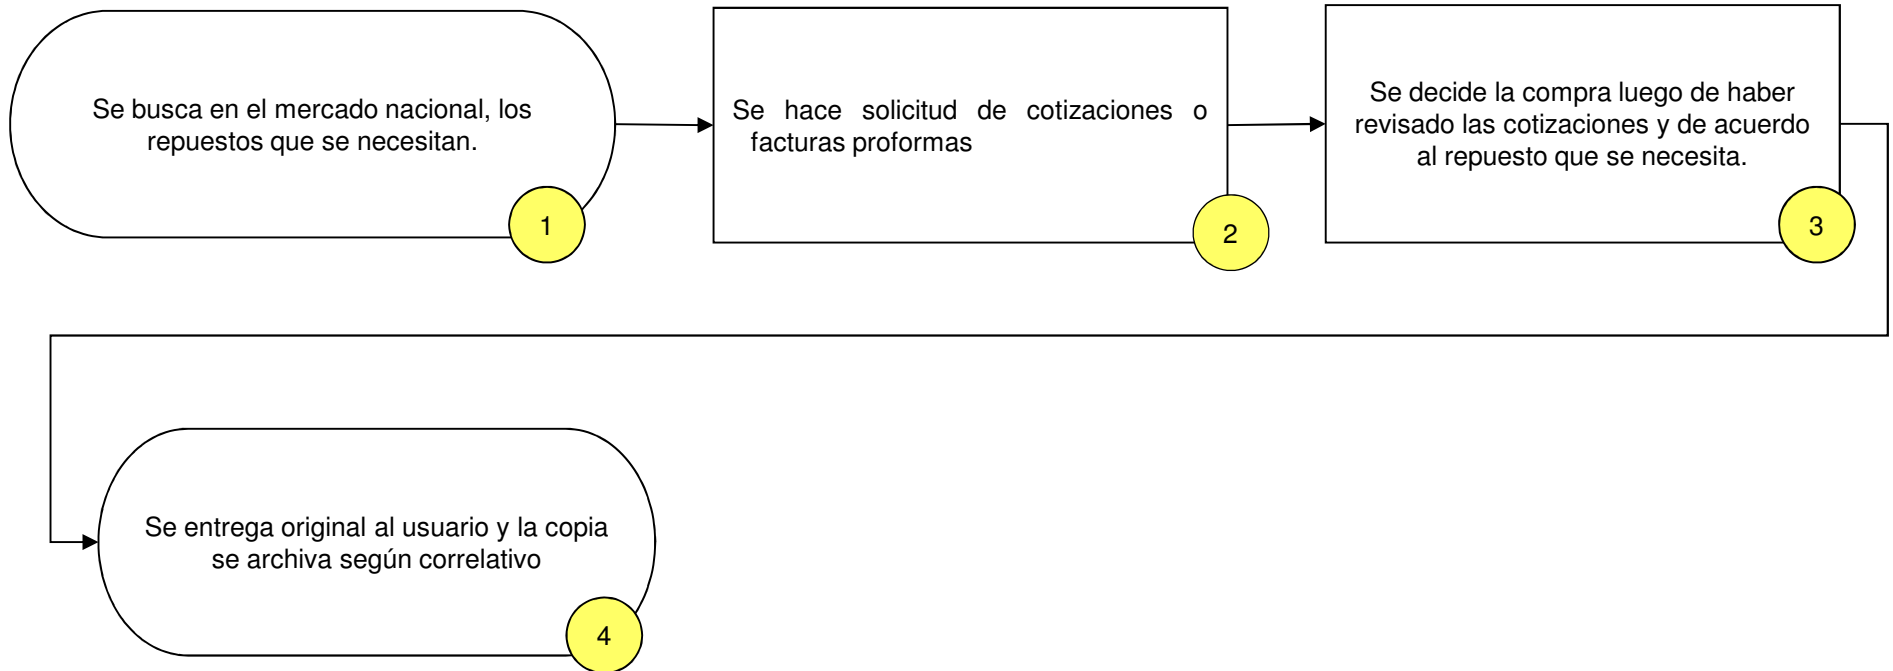 Se busca en el mercado nacional, los
repuestos que se necesitan.
1
Se hace solicitud de cotizaciones o
facturas proformas
2
Se decide la compra luego de haber
revisado las cotizaciones y de acuerdo
al repuesto que se necesita.
3
Se entrega original al usuario y la copia
se archiva según correlativo
4